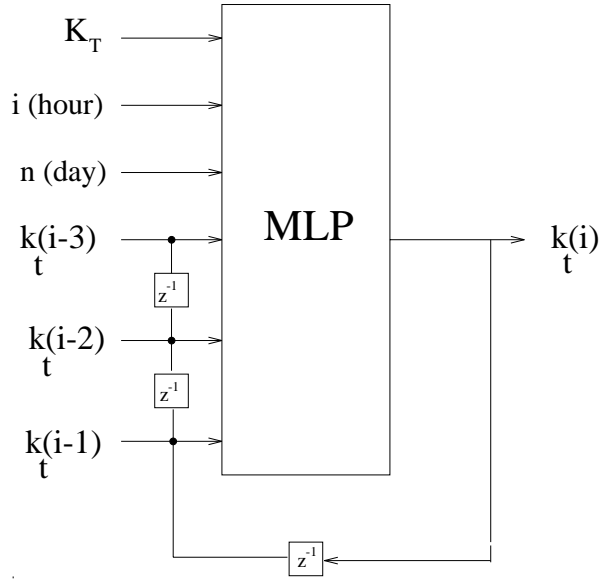 K_T
i (hour)
n (day)
k_t(i-3)
MLP
k_t(i)
z^-1
k_t(i-2)
z^-1
k_t(i-1)
z^-1